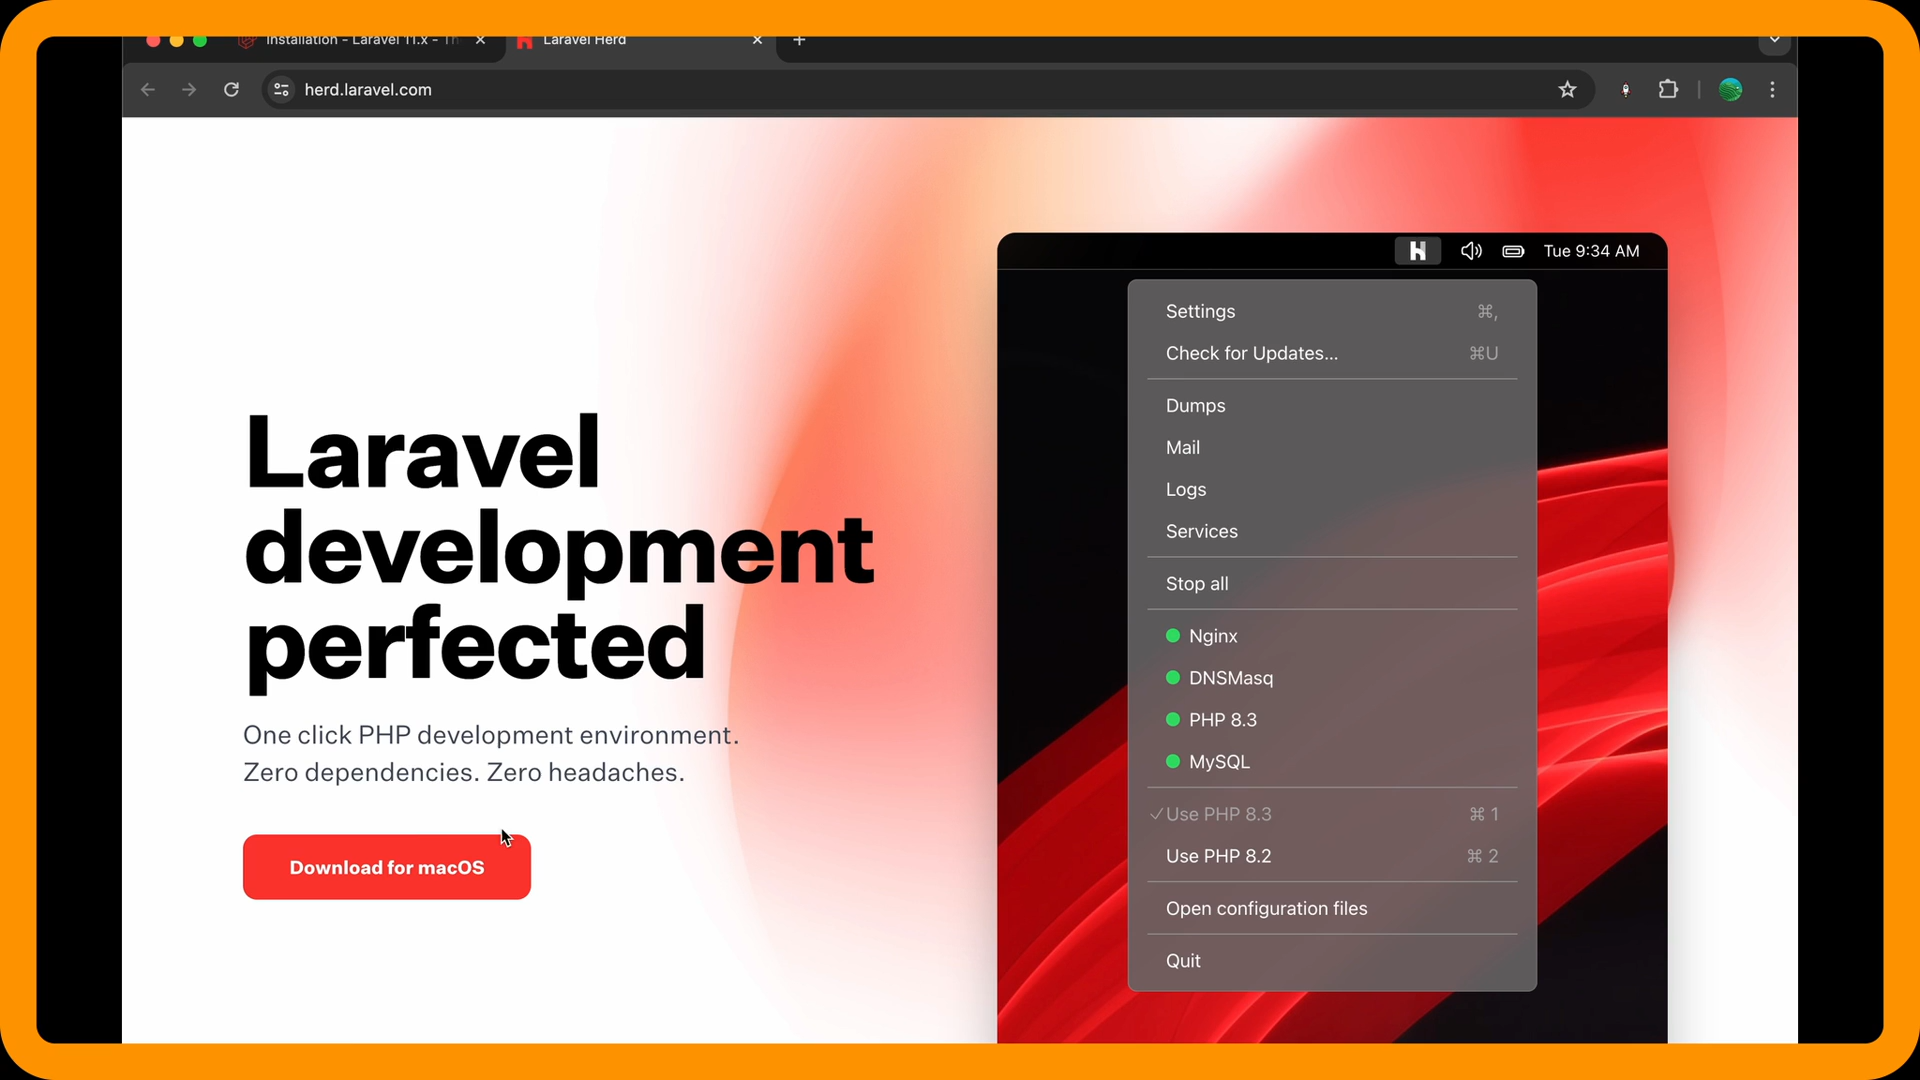 Installation - Laravel 11.x - Th
Laravel Herd
herd.laravel.com
Tue 9:34 AM
Settings ⌘,
Check for Updates... ⌘U
Dumps
Mail
Logs
Services
Stop all
Nginx
DNSMasq
PHP 8.3
MySQL
✓Use PHP 8.3 ⌘ 1
Use PHP 8.2 ⌘ 2
Open configuration files
Quit
Laravel
development
perfected
One click PHP development environment.
Zero dependencies. Zero headaches.
Download for macOS